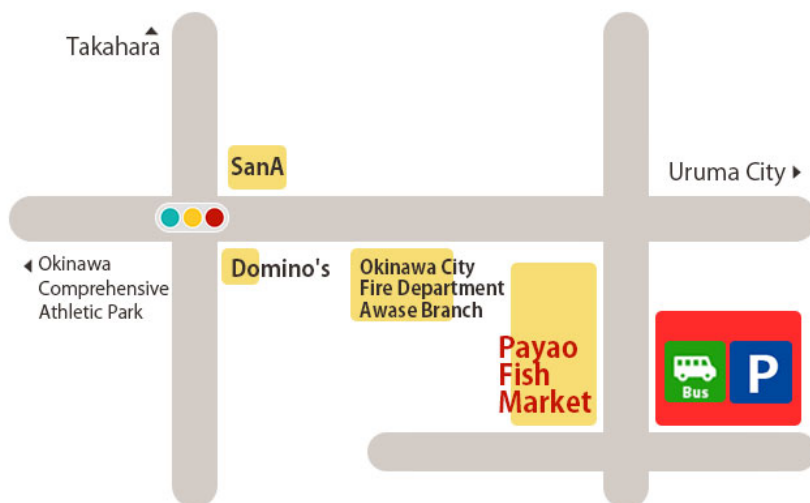 Takahara
SanA
Uruma City
Okinawa
Comprehensive
Athletic Park
Domino's
Okinawa City
Fire Department
Awase Branch
Payao
Fish
Market
Bus
P